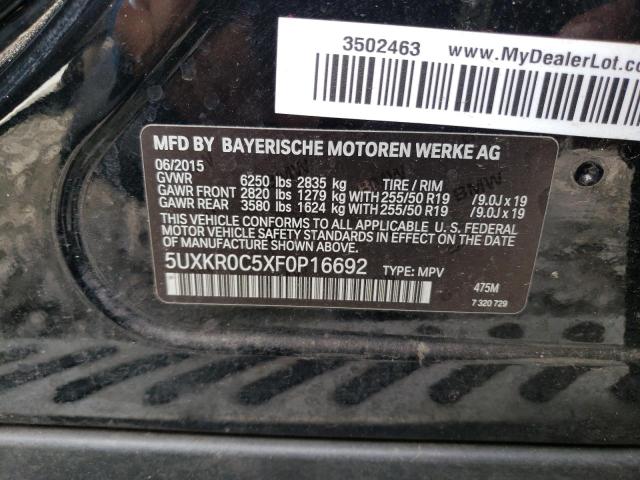 3502463 www.MyDealerLot.co
MFD BY BAYERISCHE MOTOREN WERKE AG
06/2015
GVWR 6250 lbs 2835 kg TIRE / RIM
GAWR FRONT 2820 lbs 1279 kg WITH 255/50 R19 /9.0J x 19
GAWR REAR 3580 lbs 1624 kg WITH 255/50 R19 /9.0J x 19
THIS VEHICLE CONFORMS TO ALL APPLICABLE U. S. FEDERAL
MOTOR VEHICLE SAFETY STANDARDS IN EFFECT ON THE
DATE OF MANUFACTURE SHOWN ABOVE.
5UXKR0C5XF0P16692 TYPE: MPV
475M
7 320 729